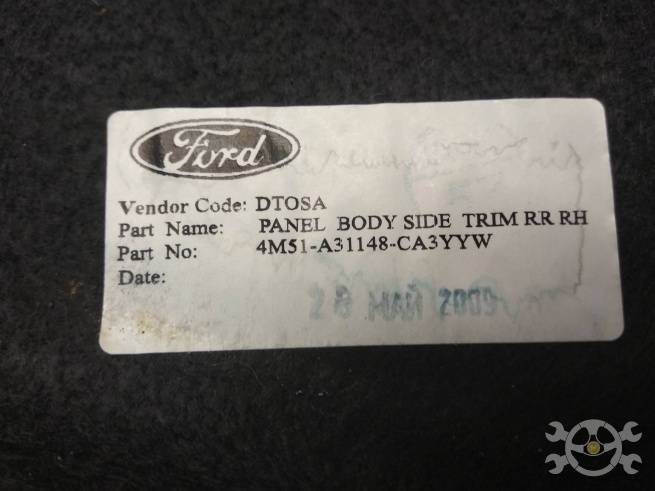 Ford
Vendor Code: DTOSA
Part Name: PANEL BODY SIDE TRIM RR RH
Part No: 4M51-A31148-CA3YYW
Date:
28 МАЙ 2009